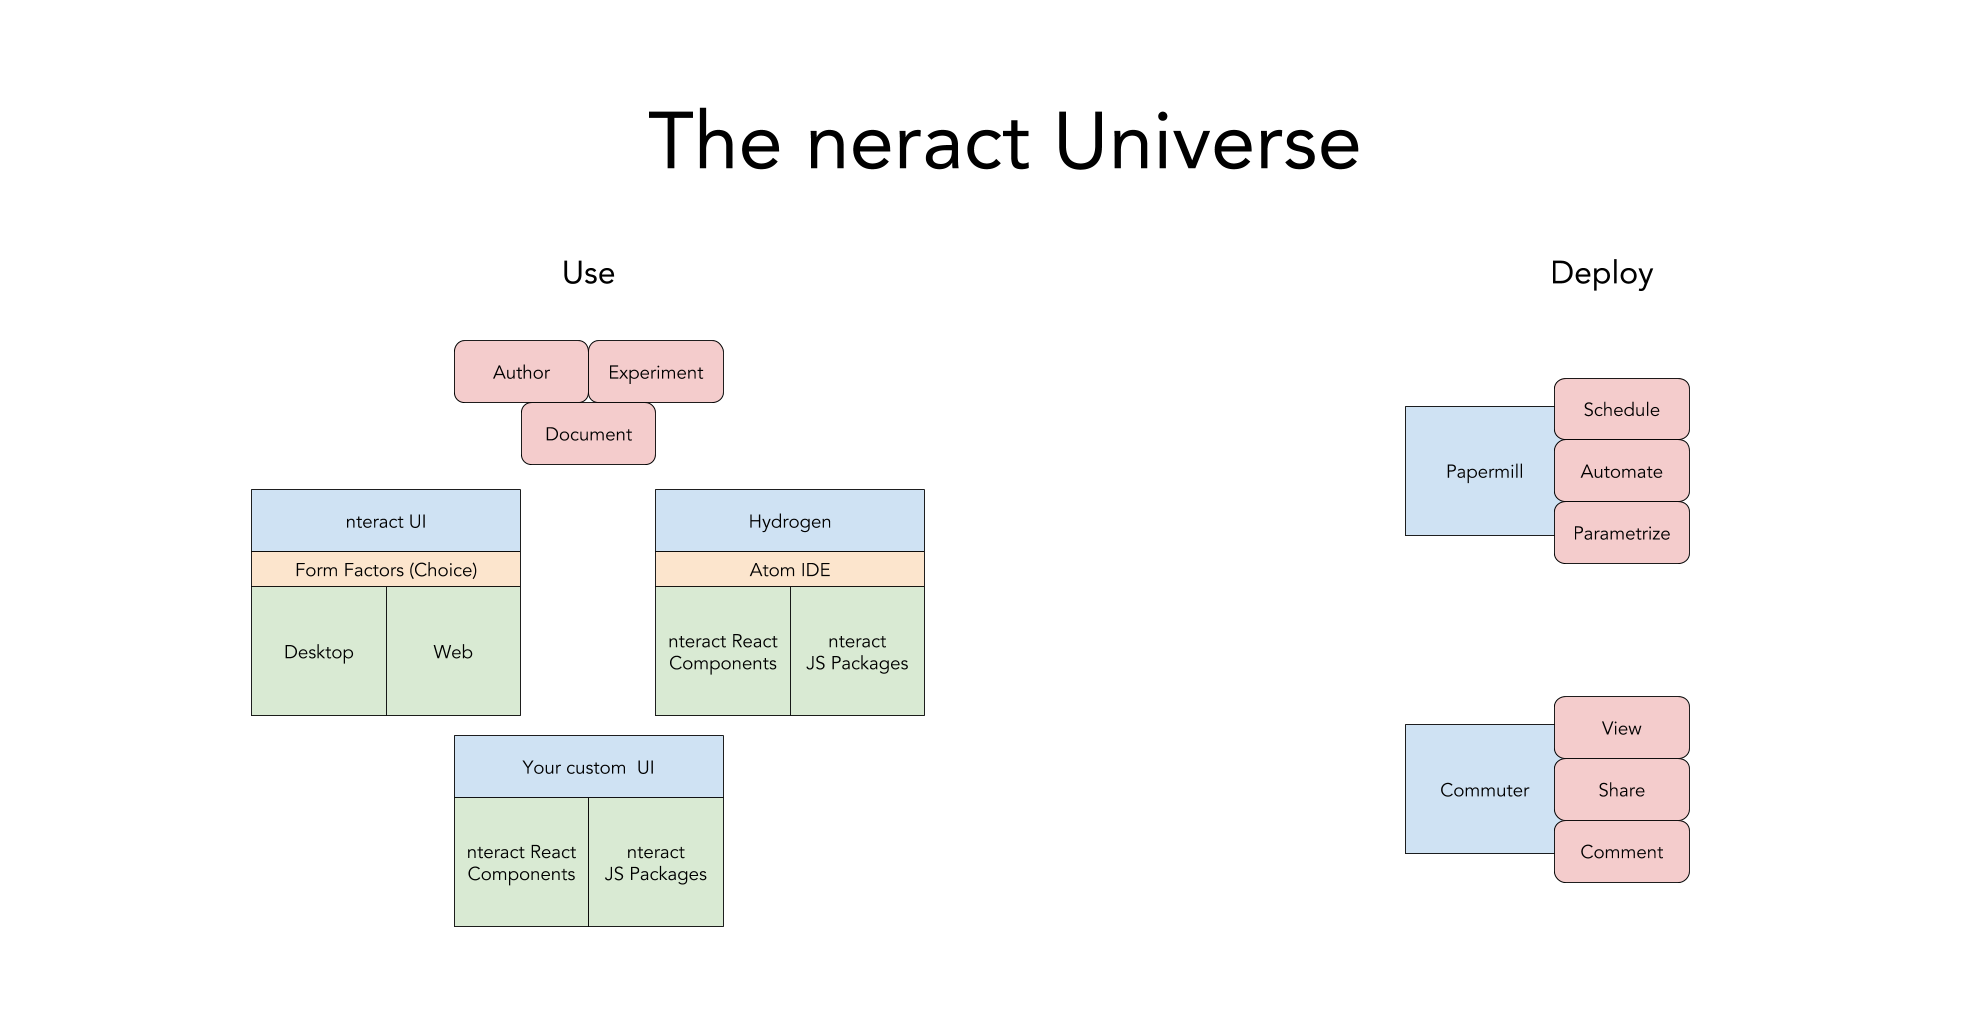 The neract Universe
Use
Author
Experiment
Document
nteract UI
Form Factors (Choice)
Desktop
Web
Hydrogen
Atom IDE
nteract React
Components
nteract
JS Packages
Your custom  UI
nteract React
Components
nteract
JS Packages
Deploy
Papermill
Schedule
Automate
Parametrize
Commuter
View
Share
Comment